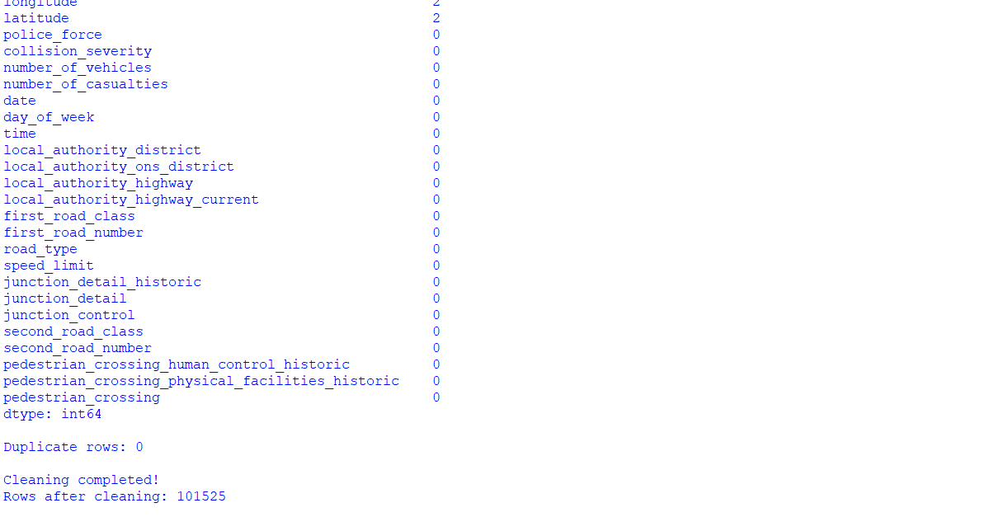 longitude 2
latitude 2
police_force 0
collision_severity 0
number_of_vehicles 0
number_of_casualties 0
date 0
day_of_week 0
time 0
local_authority_district 0
local_authority_ons_district 0
local_authority_highway 0
local_authority_highway_current 0
first_road_class 0
first_road_number 0
road_type 0
speed_limit 0
junction_detail_historic 0
junction_detail 0
junction_control 0
second_road_class 0
second_road_number 0
pedestrian_crossing_human_control_historic 0
pedestrian_crossing_physical_facilities_historic 0
pedestrian_crossing 0
dtype: int64
Duplicate rows: 0
Cleaning completed!
Rows after cleaning: 101525